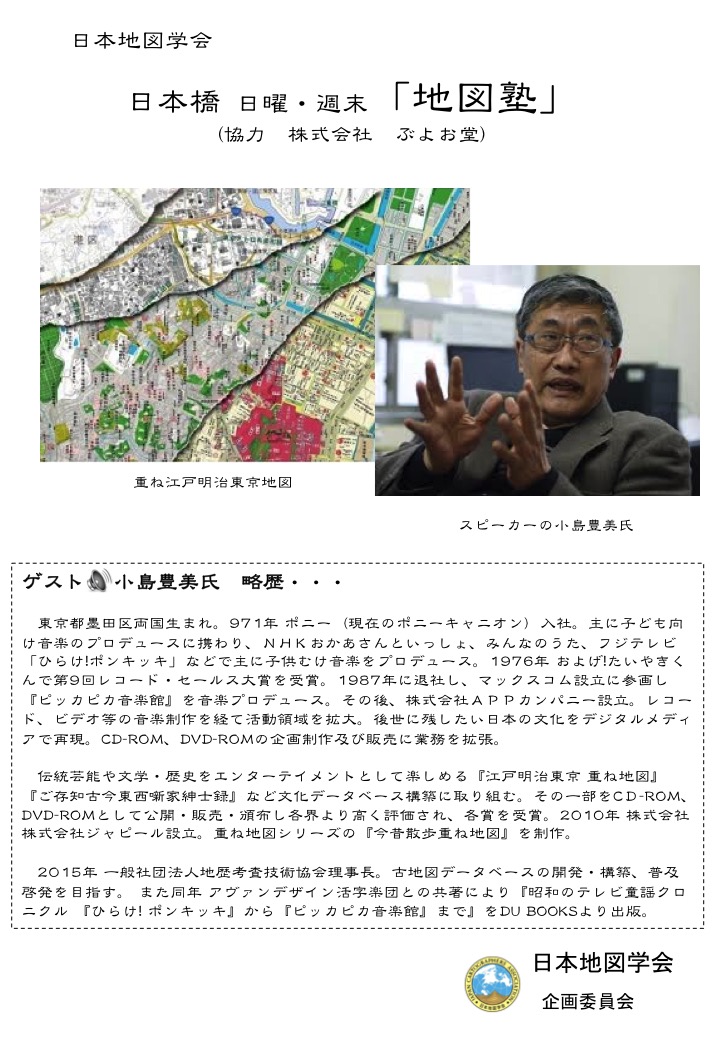 日本地図学会
日本橋 日曜・週末 「地図塾」
(協力　株式会社　ぶよお堂)
港区
重ね江戸明治東京地図
スピーカーの小島豊美氏
ゲスト 小島豊美氏　略歴・・・
東京都墨田区両国生まれ。971年 ポニー（現在のポニーキャニオン）入社。主に子ども向
け音楽のプロデュースに携わり、ＮＨＫおかあさんといっしょ、みんなのうた、フジテレビ
「ひらけ!ポンキッキ」などで主に子供むけ音楽をプロデュース。1976年 およげ!たいやきく
んで第9回レコード・セールス大賞を受賞。1987年に退社し、マックスコム設立に参画し
『ピッカピカ音楽館』を音楽プロデュース。その後、株式会社ＡＰＰカンパニー設立。レコー
ド、ビデオ等の音楽制作を経て活動領域を拡大。後世に残したい日本の文化をデジタルメディ
アで再現。CD-ROM、DVD-ROMの企画制作及び販売に業務を拡張。
伝統芸能や文学・歴史をエンターテイメントとして楽しめる『江戸明治東京 重ね地図』
『ご存知古今東西噺家紳士録』など文化データベース構築に取り組む。その一部をCD-ROM、
DVD-ROMとして公開・販売・頒布し各界より高く評価され、各賞を受賞。2010年 株式会社
株式会社ジャピール設立。重ね地図シリーズの『今昔散歩重ね地図』を制作。
2015年 一般社団法人地歴考査技術協会理事長。古地図データベースの開発・構築、普及
啓発を目指す。 また同年 アヴァンデザイン活字楽団との共著により『昭和のテレビ童謡クロ
ニクル 『ひらけ! ポンキッキ』から『ピッカピカ音楽館』まで』をDU BOOKSより出版。
日本地図学会
企画委員会